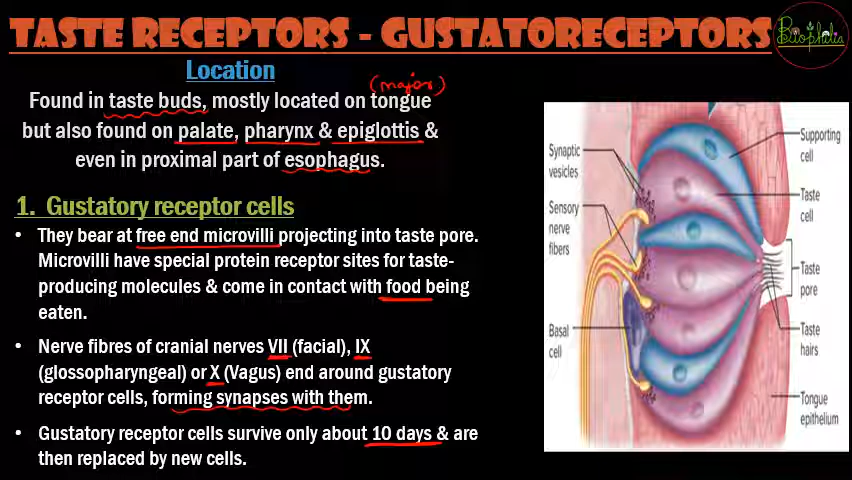 TASTE RECEPTORS - GUSTATORECEPTORS
Biophilia
Location
(major)
Found in taste buds, mostly located on tongue
but also found on palate, pharynx & epiglottis &
even in proximal part of esophagus.
1. Gustatory receptor cells
• They bear at free end microvilli projecting into taste pore.
Microvilli have special protein receptor sites for taste-
producing molecules & come in contact with food being
eaten.
• Nerve fibres of cranial nerves VII (facial), IX
(glossopharyngeal) or X (Vagus) end around gustatory
receptor cells, forming synapses with them.
• Gustatory receptor cells survive only about 10 days & are
then replaced by new cells.
Synaptic
vesicles
Sensory
nerve
fibers
Basal
cell
Supporting
cell
Taste
cell
Taste
pore
Taste
hairs
Tongue
epithelium